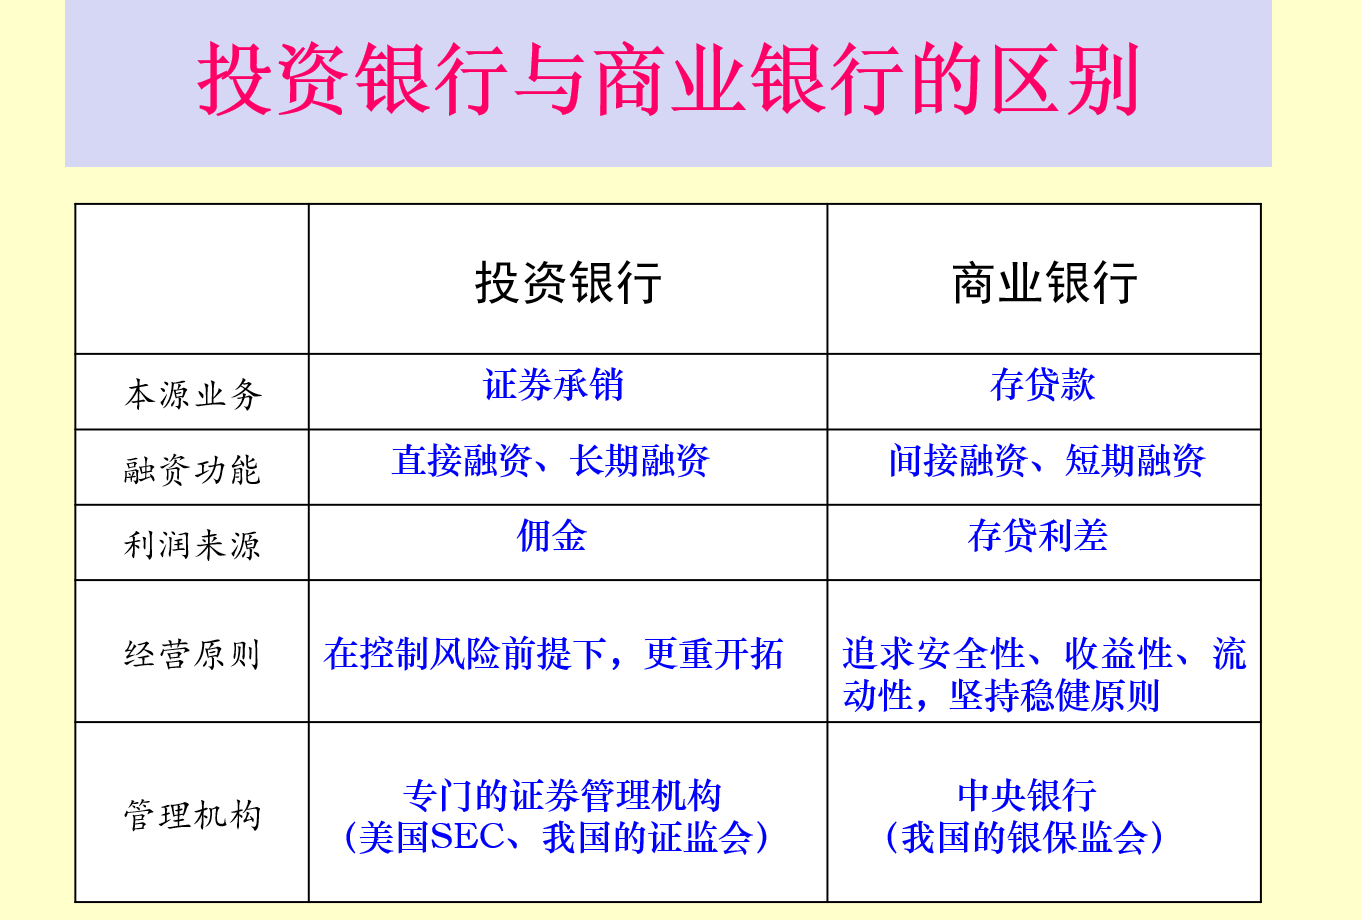 投资银行与商业银行的区别
投资银行
商业银行
本源业务
证券承销
存贷款
融资功能
直接融资、长期融资
间接融资、短期融资
利润来源
佣金
存贷利差
经营原则
在控制风险前提下，更重开拓
追求安全性、收益性、流
动性，坚持稳健原则
管理机构
专门的证券管理机构
（美国SEC、我国的证监会）
中央银行
（我国的银保监会）